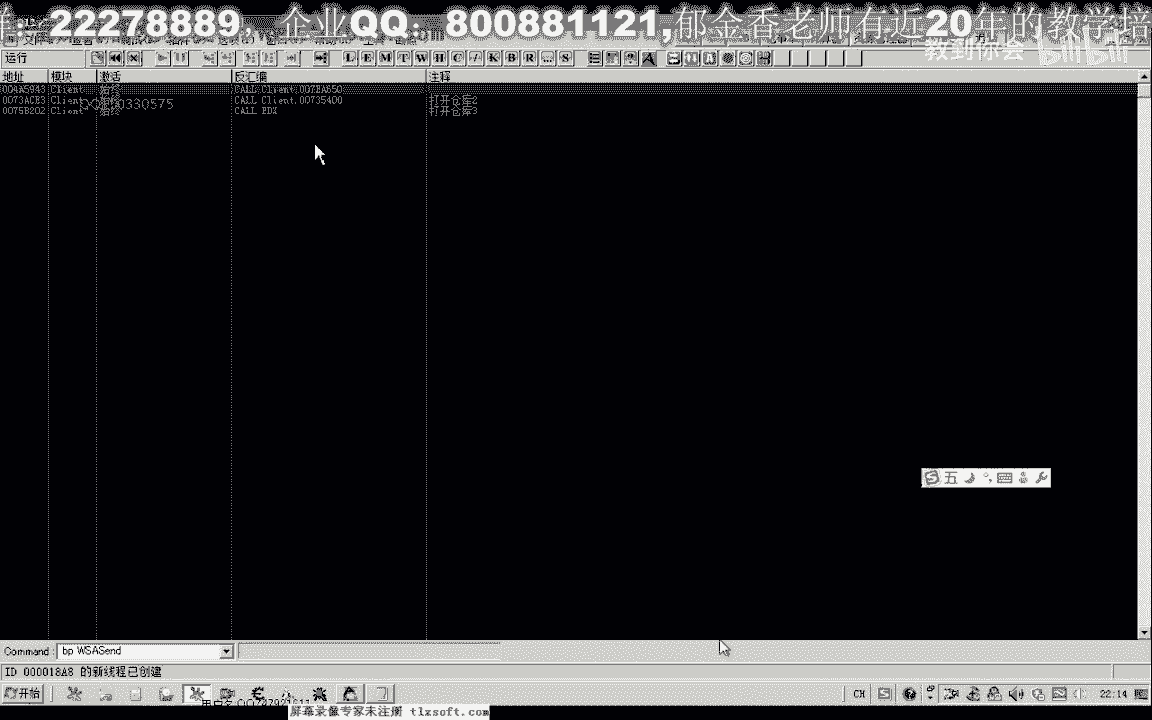 : 22278889, 企业QQ: 800881121,郁金香老师有近20年的教学培
教到你会 bilibili
运行 L E M T W H C / K B R ... S
地址 模块 激活 反汇编 注释
004A5943 Client 始终 CALL Client.007EA650
0073ACE3 Client 始终 CALL Client.00735400 打开仓库2
0075B202 Client 始终 CALL EDX 打开仓库3
五
Command: bp WSASend
ID 000018A8 的新线程已创建
开始 CH 22:14
屏幕录像专家未注册 tlxsoft.com